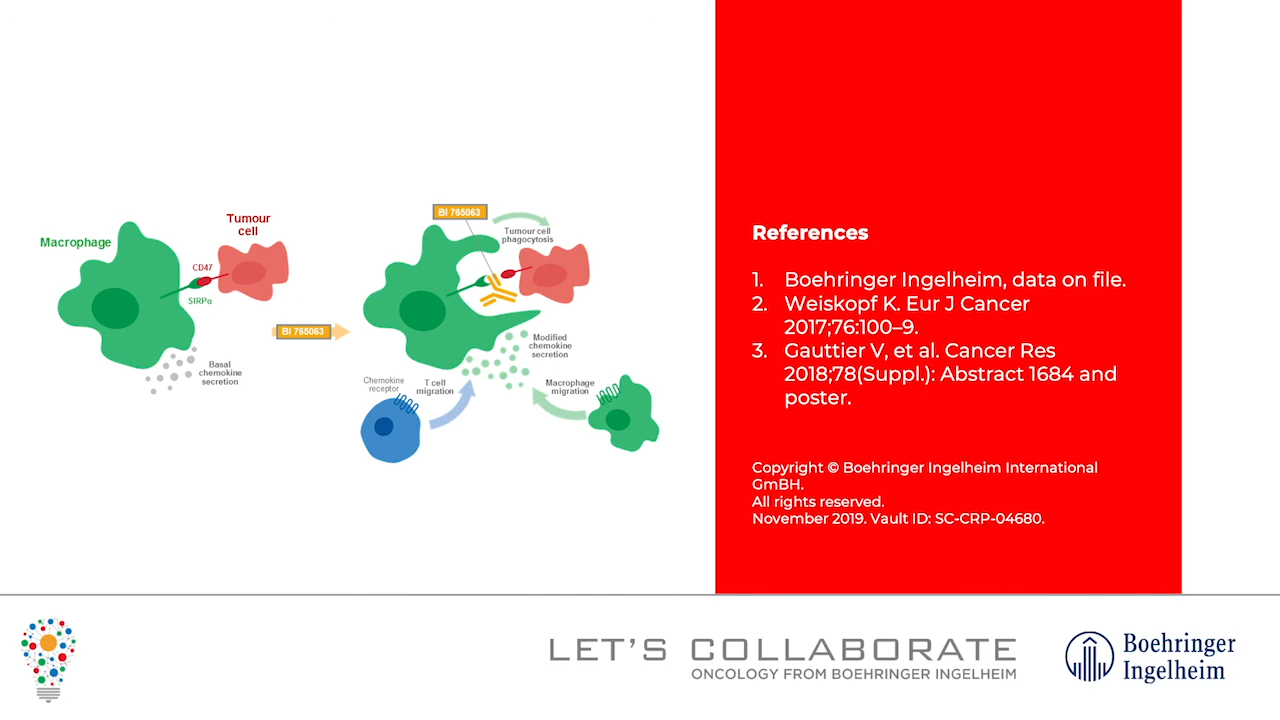 Macrophage
Tumour
cell
CD47
SIRPα
Basal
chemokine
secretion
BI 765063
BI 765063
Tumour cell
phagocytosis
Modified
chemokine
secretion
Chemokine
receptor
T cell
migration
Macrophage
migration
References
1. Boehringer Ingelheim, data on file.
2. Weiskopf K. Eur J Cancer
2017;76:100–9.
3. Gauttier V, et al. Cancer Res
2018;78(Suppl.): Abstract 1684 and
poster.
Copyright © Boehringer Ingelheim International
GmBH.
All rights reserved.
November 2019. Vault ID: SC-CRP-04680.
LET'S COLLABORATE
ONCOLOGY FROM BOEHRINGER INGELHEIM
Boehringer
Ingelheim